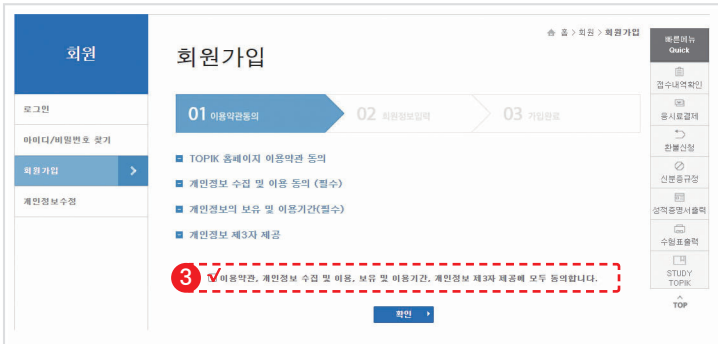 홈 > 회원 > 회원가입
회원
회원가입
로그인
아이디/비밀번호 찾기
회원가입
개인정보수정
01 이용약관동의
02 회원정보입력
03 가입완료
TOPIK 홈페이지 이용약관 동의
개인정보 수집 및 이용 동의 (필수)
개인정보의 보유 및 이용기간(필수)
개인정보 제3자 제공
3
이용약관, 개인정보 수집 및 이용, 보유 및 이용기간, 개인정보 제3자 제공에 모두 동의합니다.
확인
빠른메뉴
Quick
접수내역확인
응시료결제
환불신청
신분증규정
성적증명서출력
수험표출력
STUDY
TOPIK
TOP